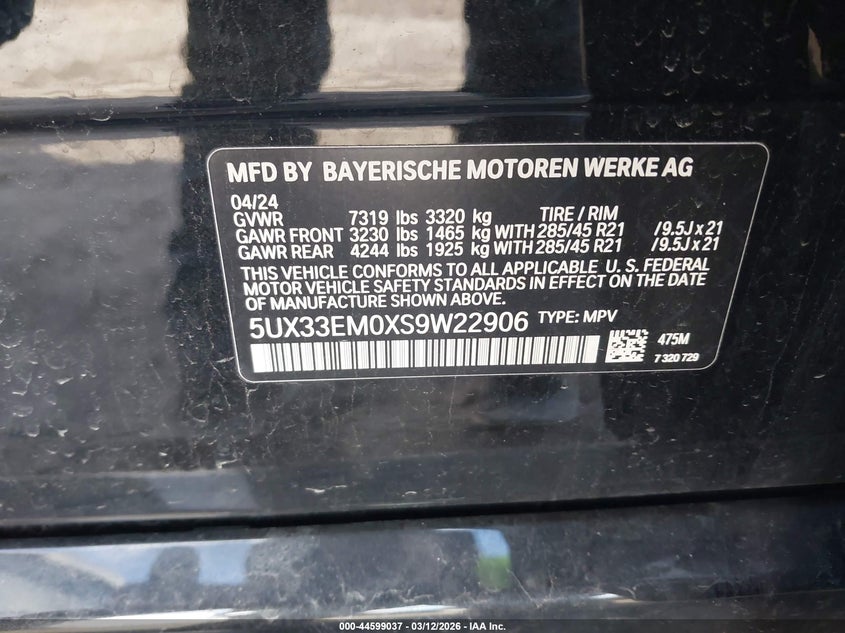 MFD BY BAYERISCHE MOTOREN WERKE AG
04/24
GVWR 7319 lbs 3320 kg TIRE / RIM
GAWR FRONT 3230 lbs 1465 kg WITH 285/45 R21 /9.5J x 21
GAWR REAR 4244 lbs 1925 kg WITH 285/45 R21 /9.5J x 21
THIS VEHICLE CONFORMS TO ALL APPLICABLE U. S. FEDERAL
MOTOR VEHICLE SAFETY STANDARDS IN EFFECT ON THE DATE
OF MANUFACTURE SHOWN ABOVE.
5UX33EM0XS9W22906 TYPE: MPV
475M
7 320 729
000-44599037 - 03/12/2026 - IAA Inc.